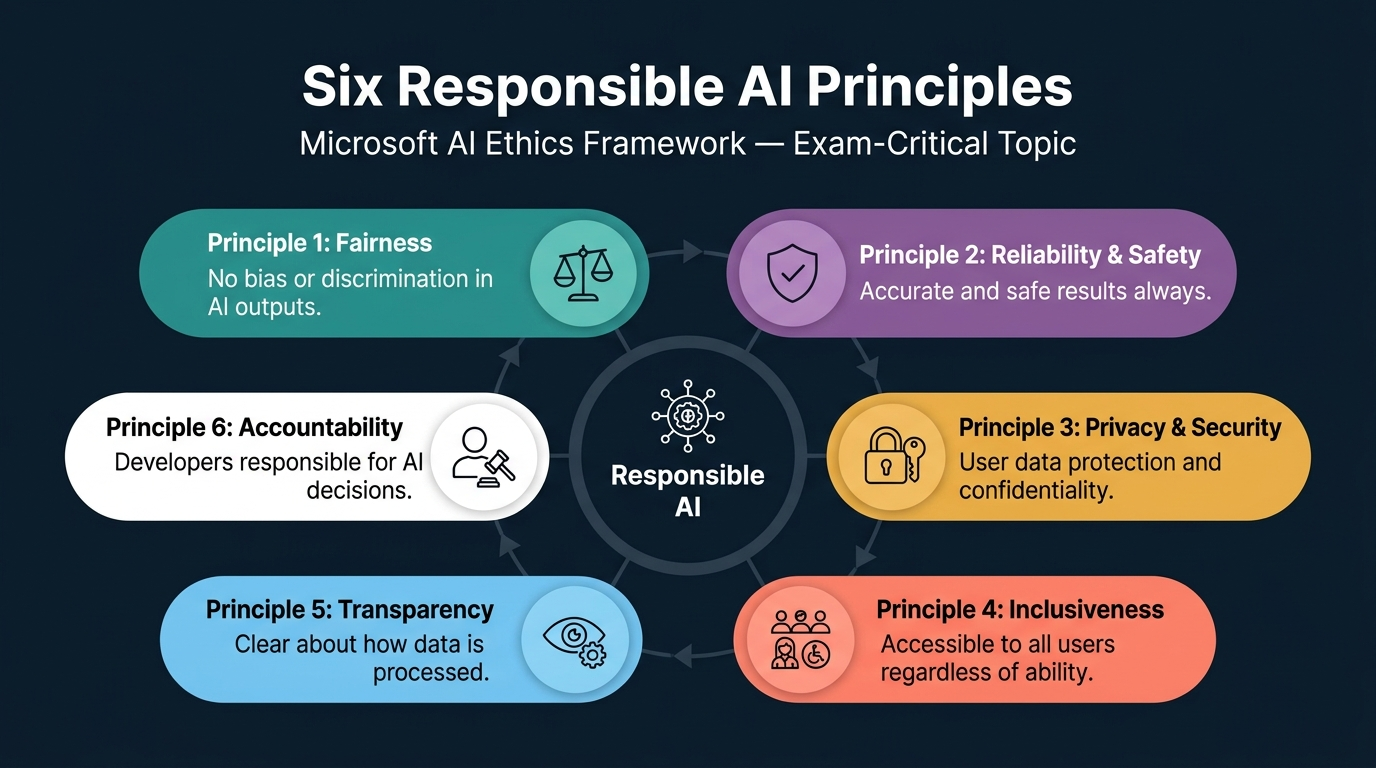 Six Responsible AI Principles
Microsoft AI Ethics Framework — Exam-Critical Topic
Principle 1: Fairness
No bias or discrimination in
AI outputs.
Principle 2: Reliability & Safety
Accurate and safe results always.
Principle 6: Accountability
Developers responsible for AI
decisions.
Responsible
AI
Principle 3: Privacy & Security
User data protection and
confidentiality.
Principle 5: Transparency
Clear about how data is
processed.
Principle 4: Inclusiveness
Accessible to all users
regardless of ability.